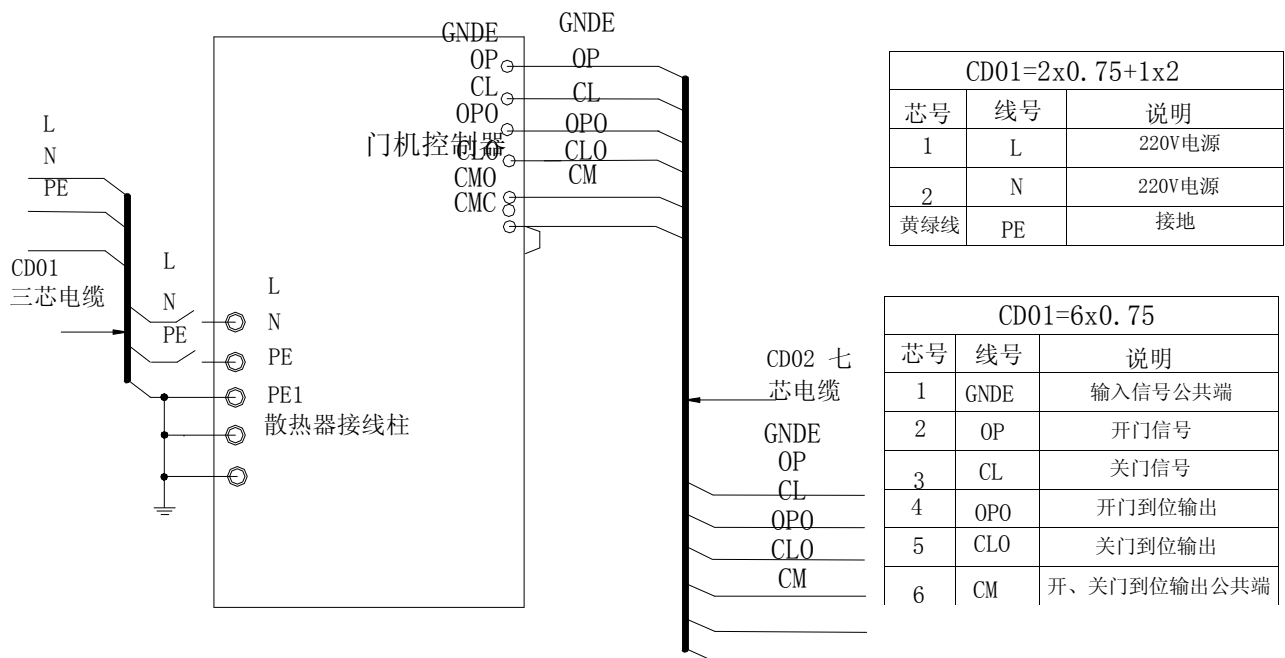 L
N
PE
CD01
三芯电缆
L
N
PE
L
N
PE
PE1
散热器接线柱
门机控制器
GNDE
OP
CL
OPO
CLO
CMO
CMC
GNDE
OP
CL
OPO
CLO
CM
CD02 七
芯电缆
GNDE
OP
CL
OPO
CLO
CM
CD01=2x0.75+1x2
芯号 线号 说明
1 L 220V电源
2 N 220V电源
黄绿线 PE 接地
CD01=6x0.75
芯号 线号 说明
1 GNDE 输入信号公共端
2 OP 开门信号
3 CL 关门信号
4 OPO 开门到位输出
5 CLO 关门到位输出
6 CM 开、关门到位输出公共端